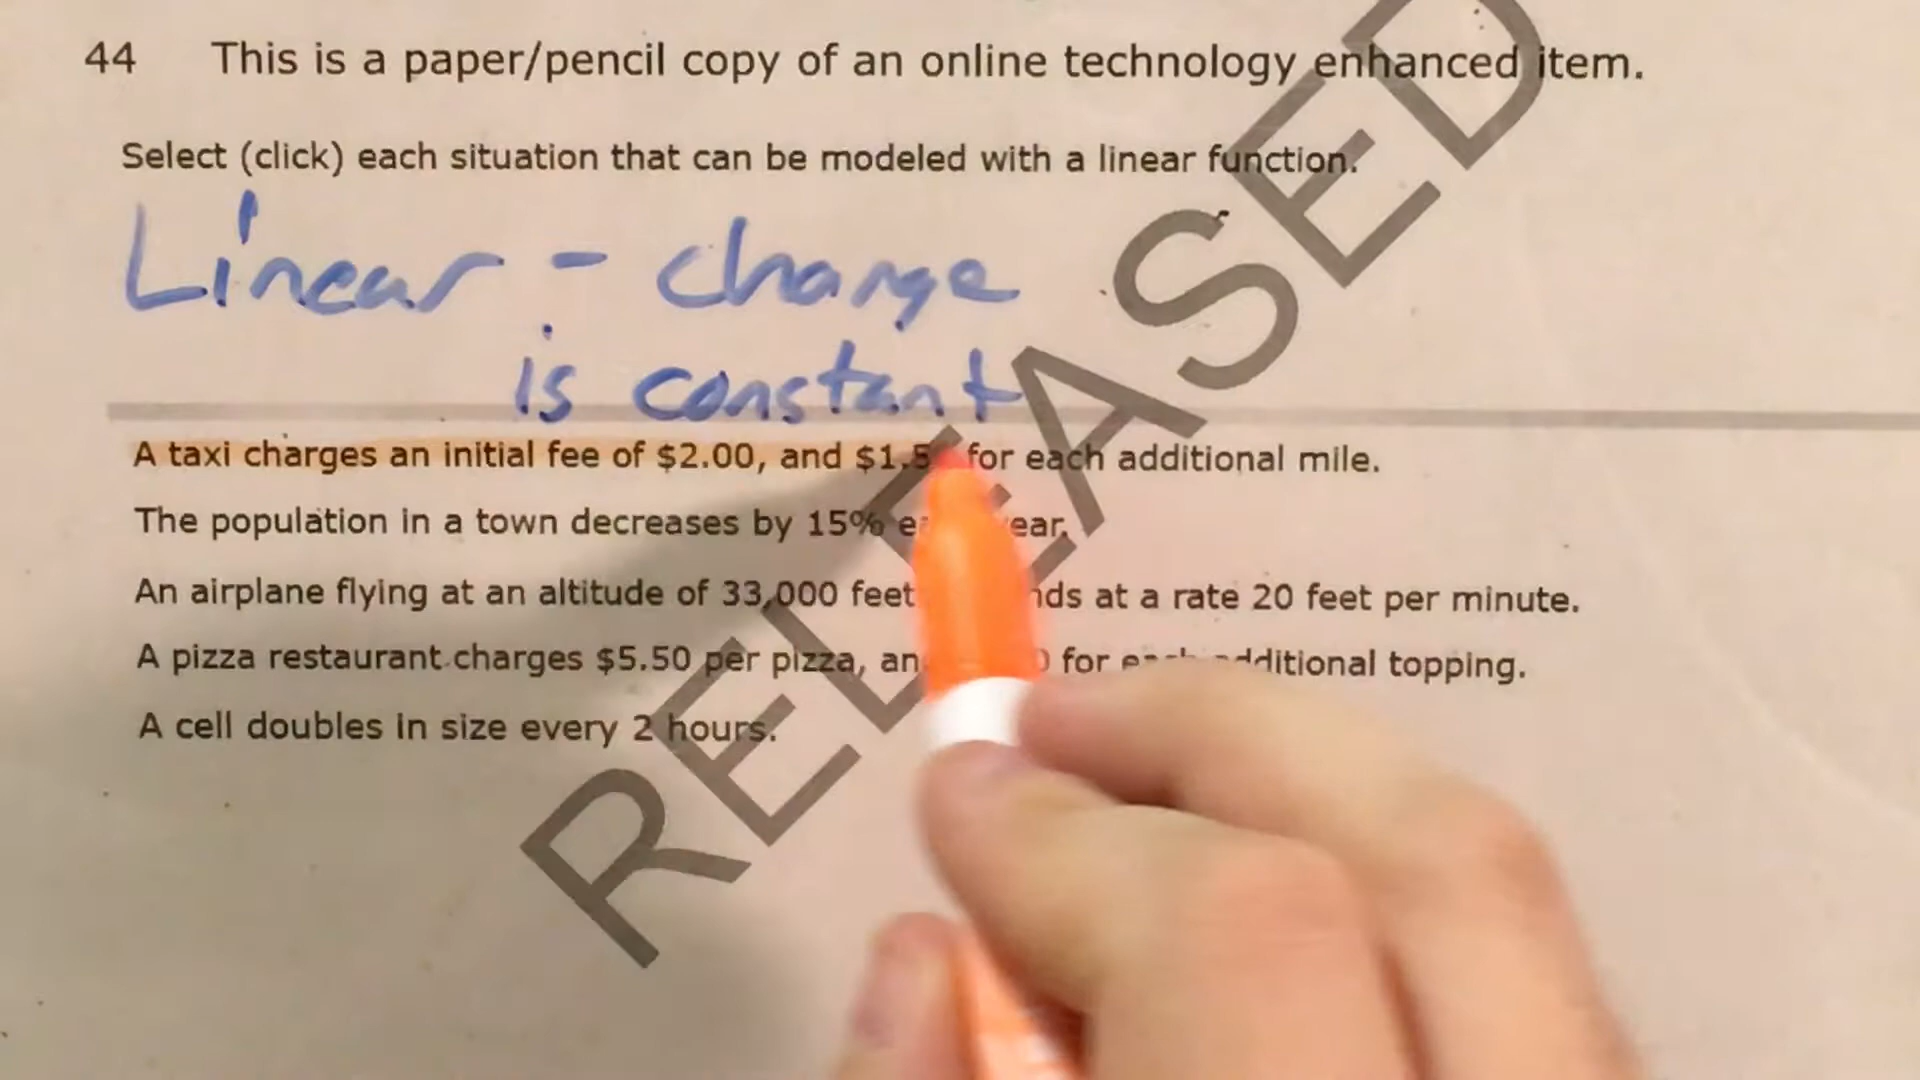 44 This is a paper/pencil copy of an online technology enhanced item.
Select (click) each situation that can be modeled with a linear function.
Linear - change
is constant
A taxi charges an initial fee of $2.00, and $1.5 for each additional mile.
The population in a town decreases by 15% year.
An airplane flying at an altitude of 33,000 feet at a rate 20 feet per minute.
A pizza restaurant charges $5.50 per pizza, for additional topping.
A cell doubles in size every 2 hours.
RELEASED